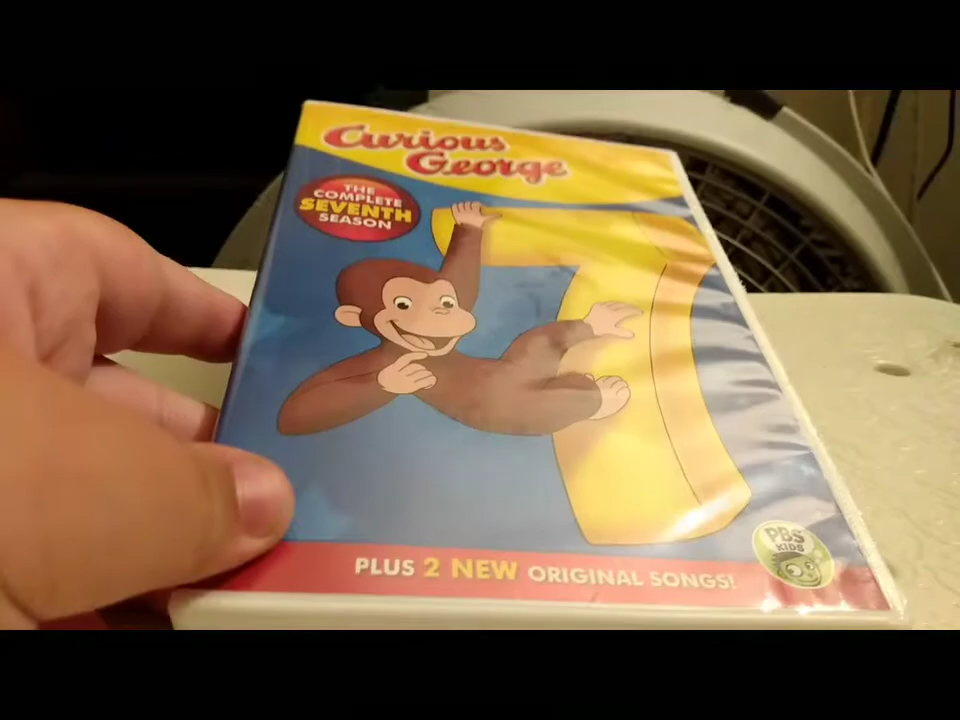 Curious
George
THE
COMPLETE
SEVENTH
SEASON
PLUS 2 NEW ORIGINAL SONGS!
PBS
KIDS